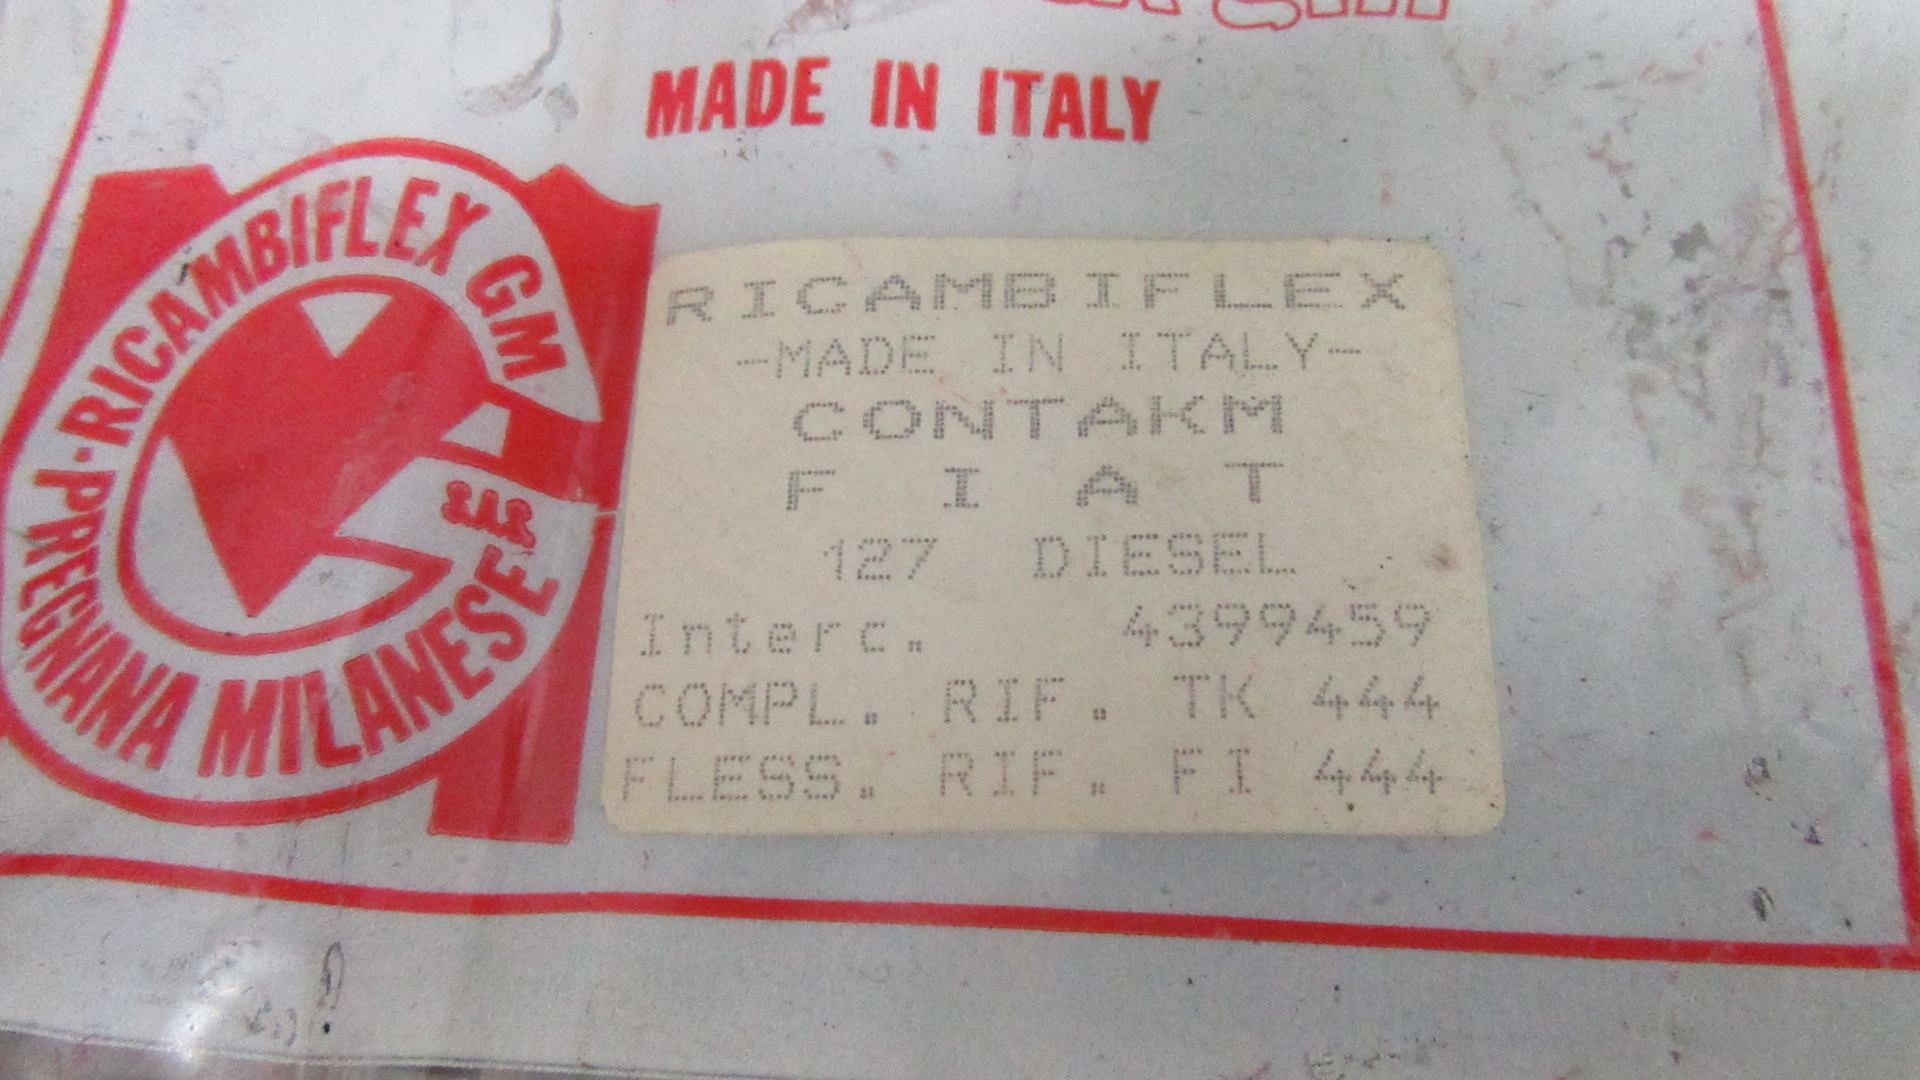 MADE IN ITALY
RICAMBIFLEX GM
s.a.s.
P-REGNANA MILANESE
RICAMBIFLEX
-MADE IN ITALY-
CONTAKM
F I A T
127 DIESEL
Interc. 4399459
COMPL. RIF. TK 444
FLESS. RIF. FI 444